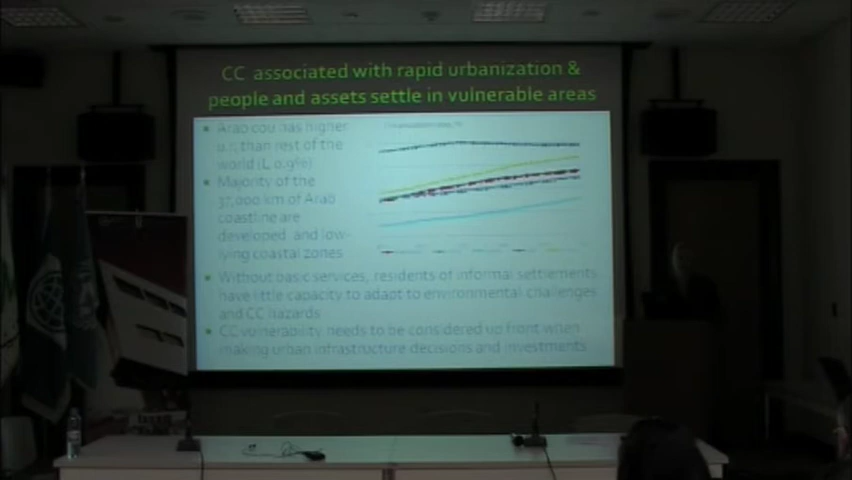 CC associated with rapid urbanization &
people and assets settle in vulnerable areas
higher
than rest of the
world
Majority of the
37,000 km of Arab
coastline are
developed and low-
lying coastal zones
Without basic services, residents of informal settlements
have little capacity to adapt to environmental challenges
and CC hazards
CC vulnerability needs to be considered up front when
making urban infrastructure decisions and investments